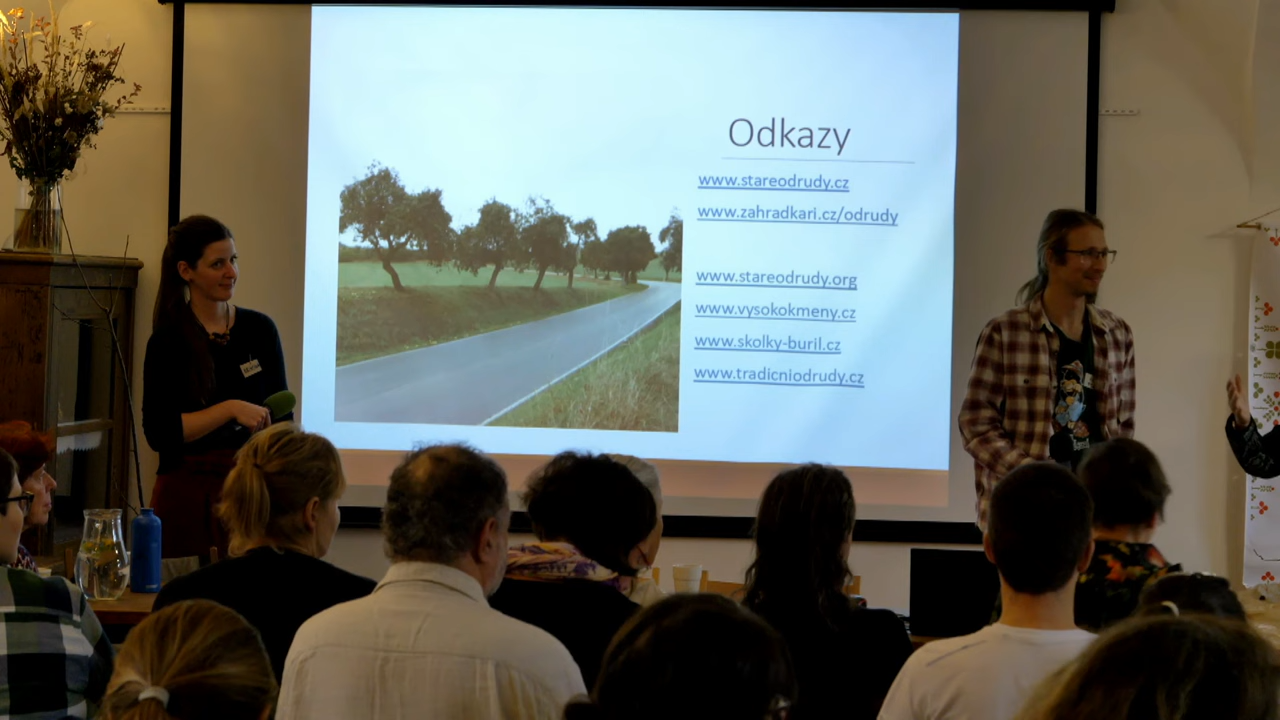 Odkazy
www.stareodrudy.cz
www.zahradkari.cz/odrudy
www.stareodrudy.org
www.vysokokmeny.cz
www.skolky-buril.cz
www.tradicniodrudy.cz